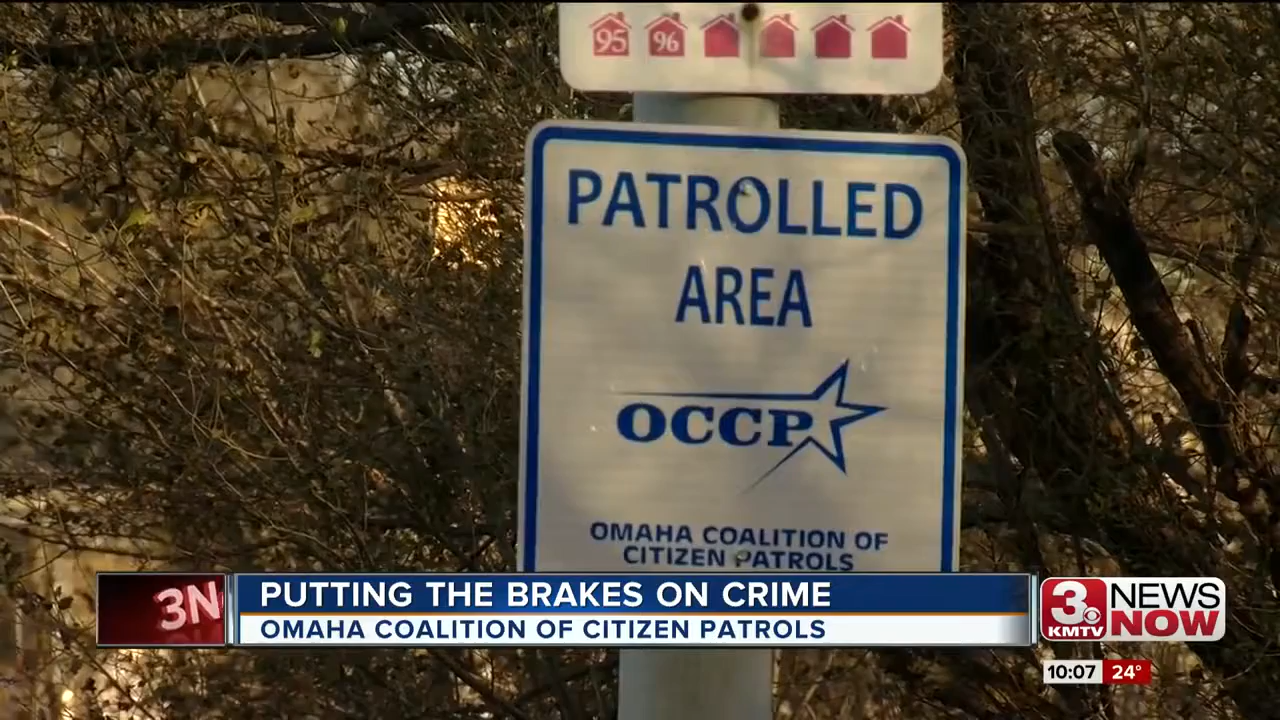 95 96
PATROLLED
AREA
OCCP
OMAHA COALITION OF
CITIZEN PATROLS
3N
PUTTING THE BRAKES ON CRIME
OMAHA COALITION OF CITIZEN PATROLS
3 NEWS
KMTV NOW
10:07 24°